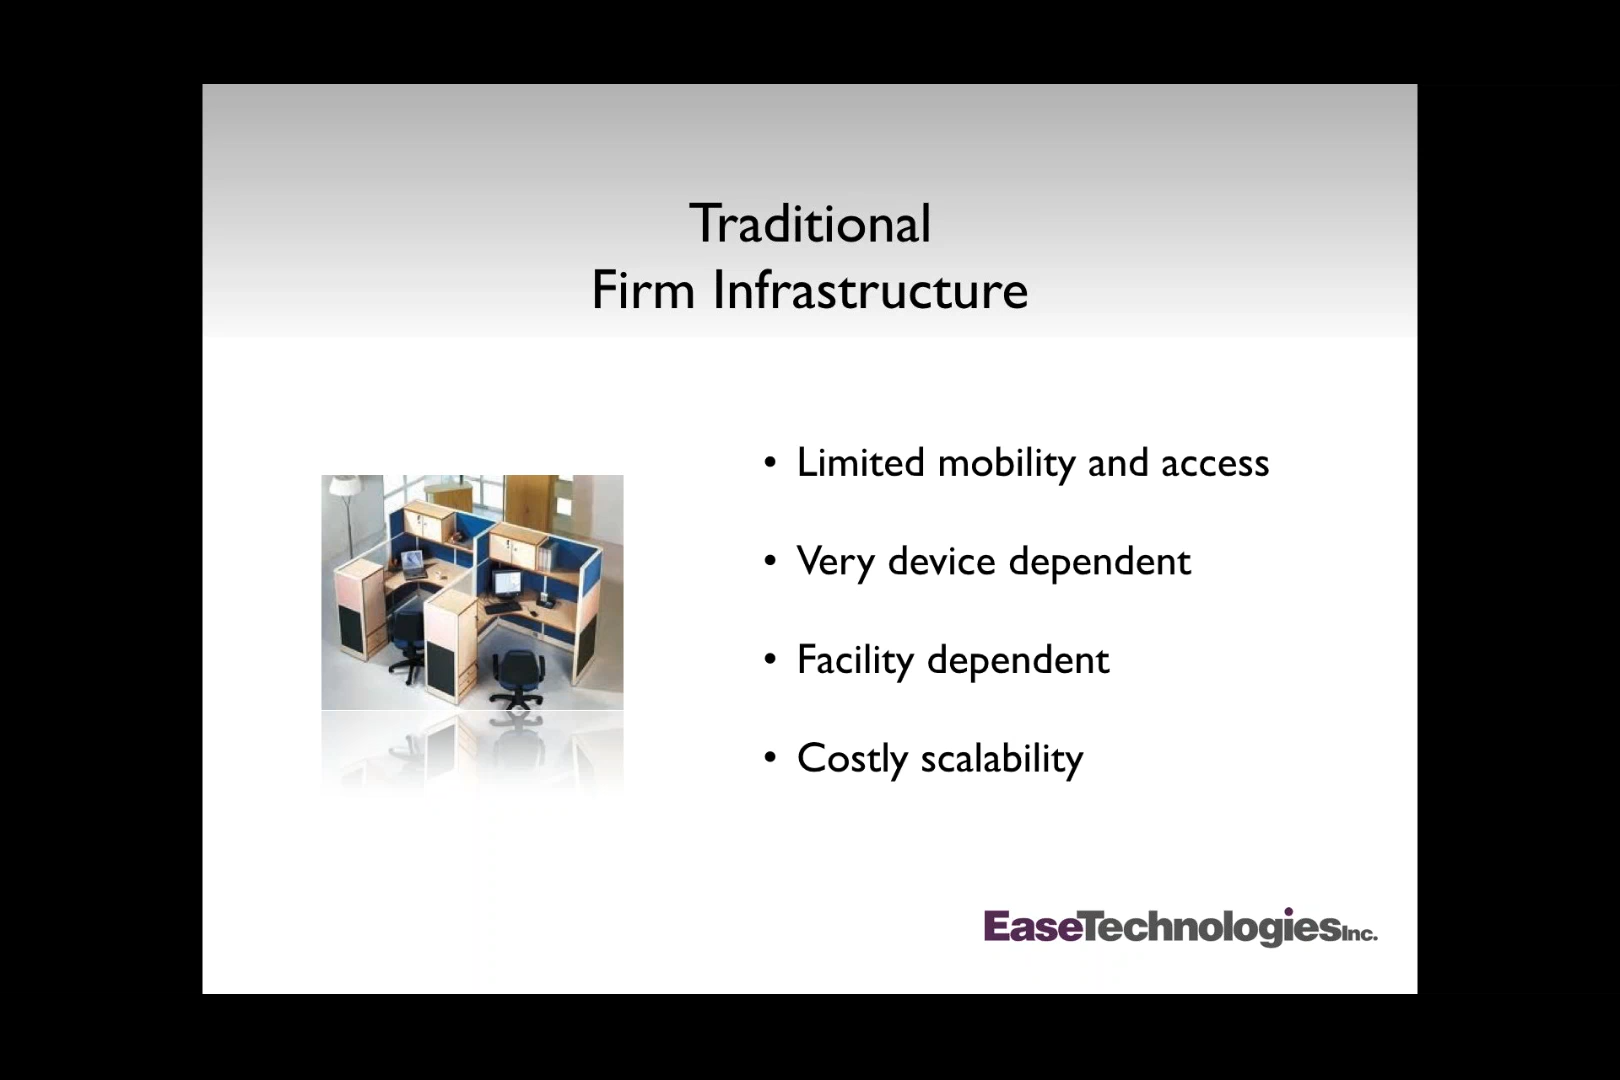 Traditional
Firm Infrastructure
• Limited mobility and access
• Very device dependent
• Facility dependent
• Costly scalability
EaseTechnologiesInc.